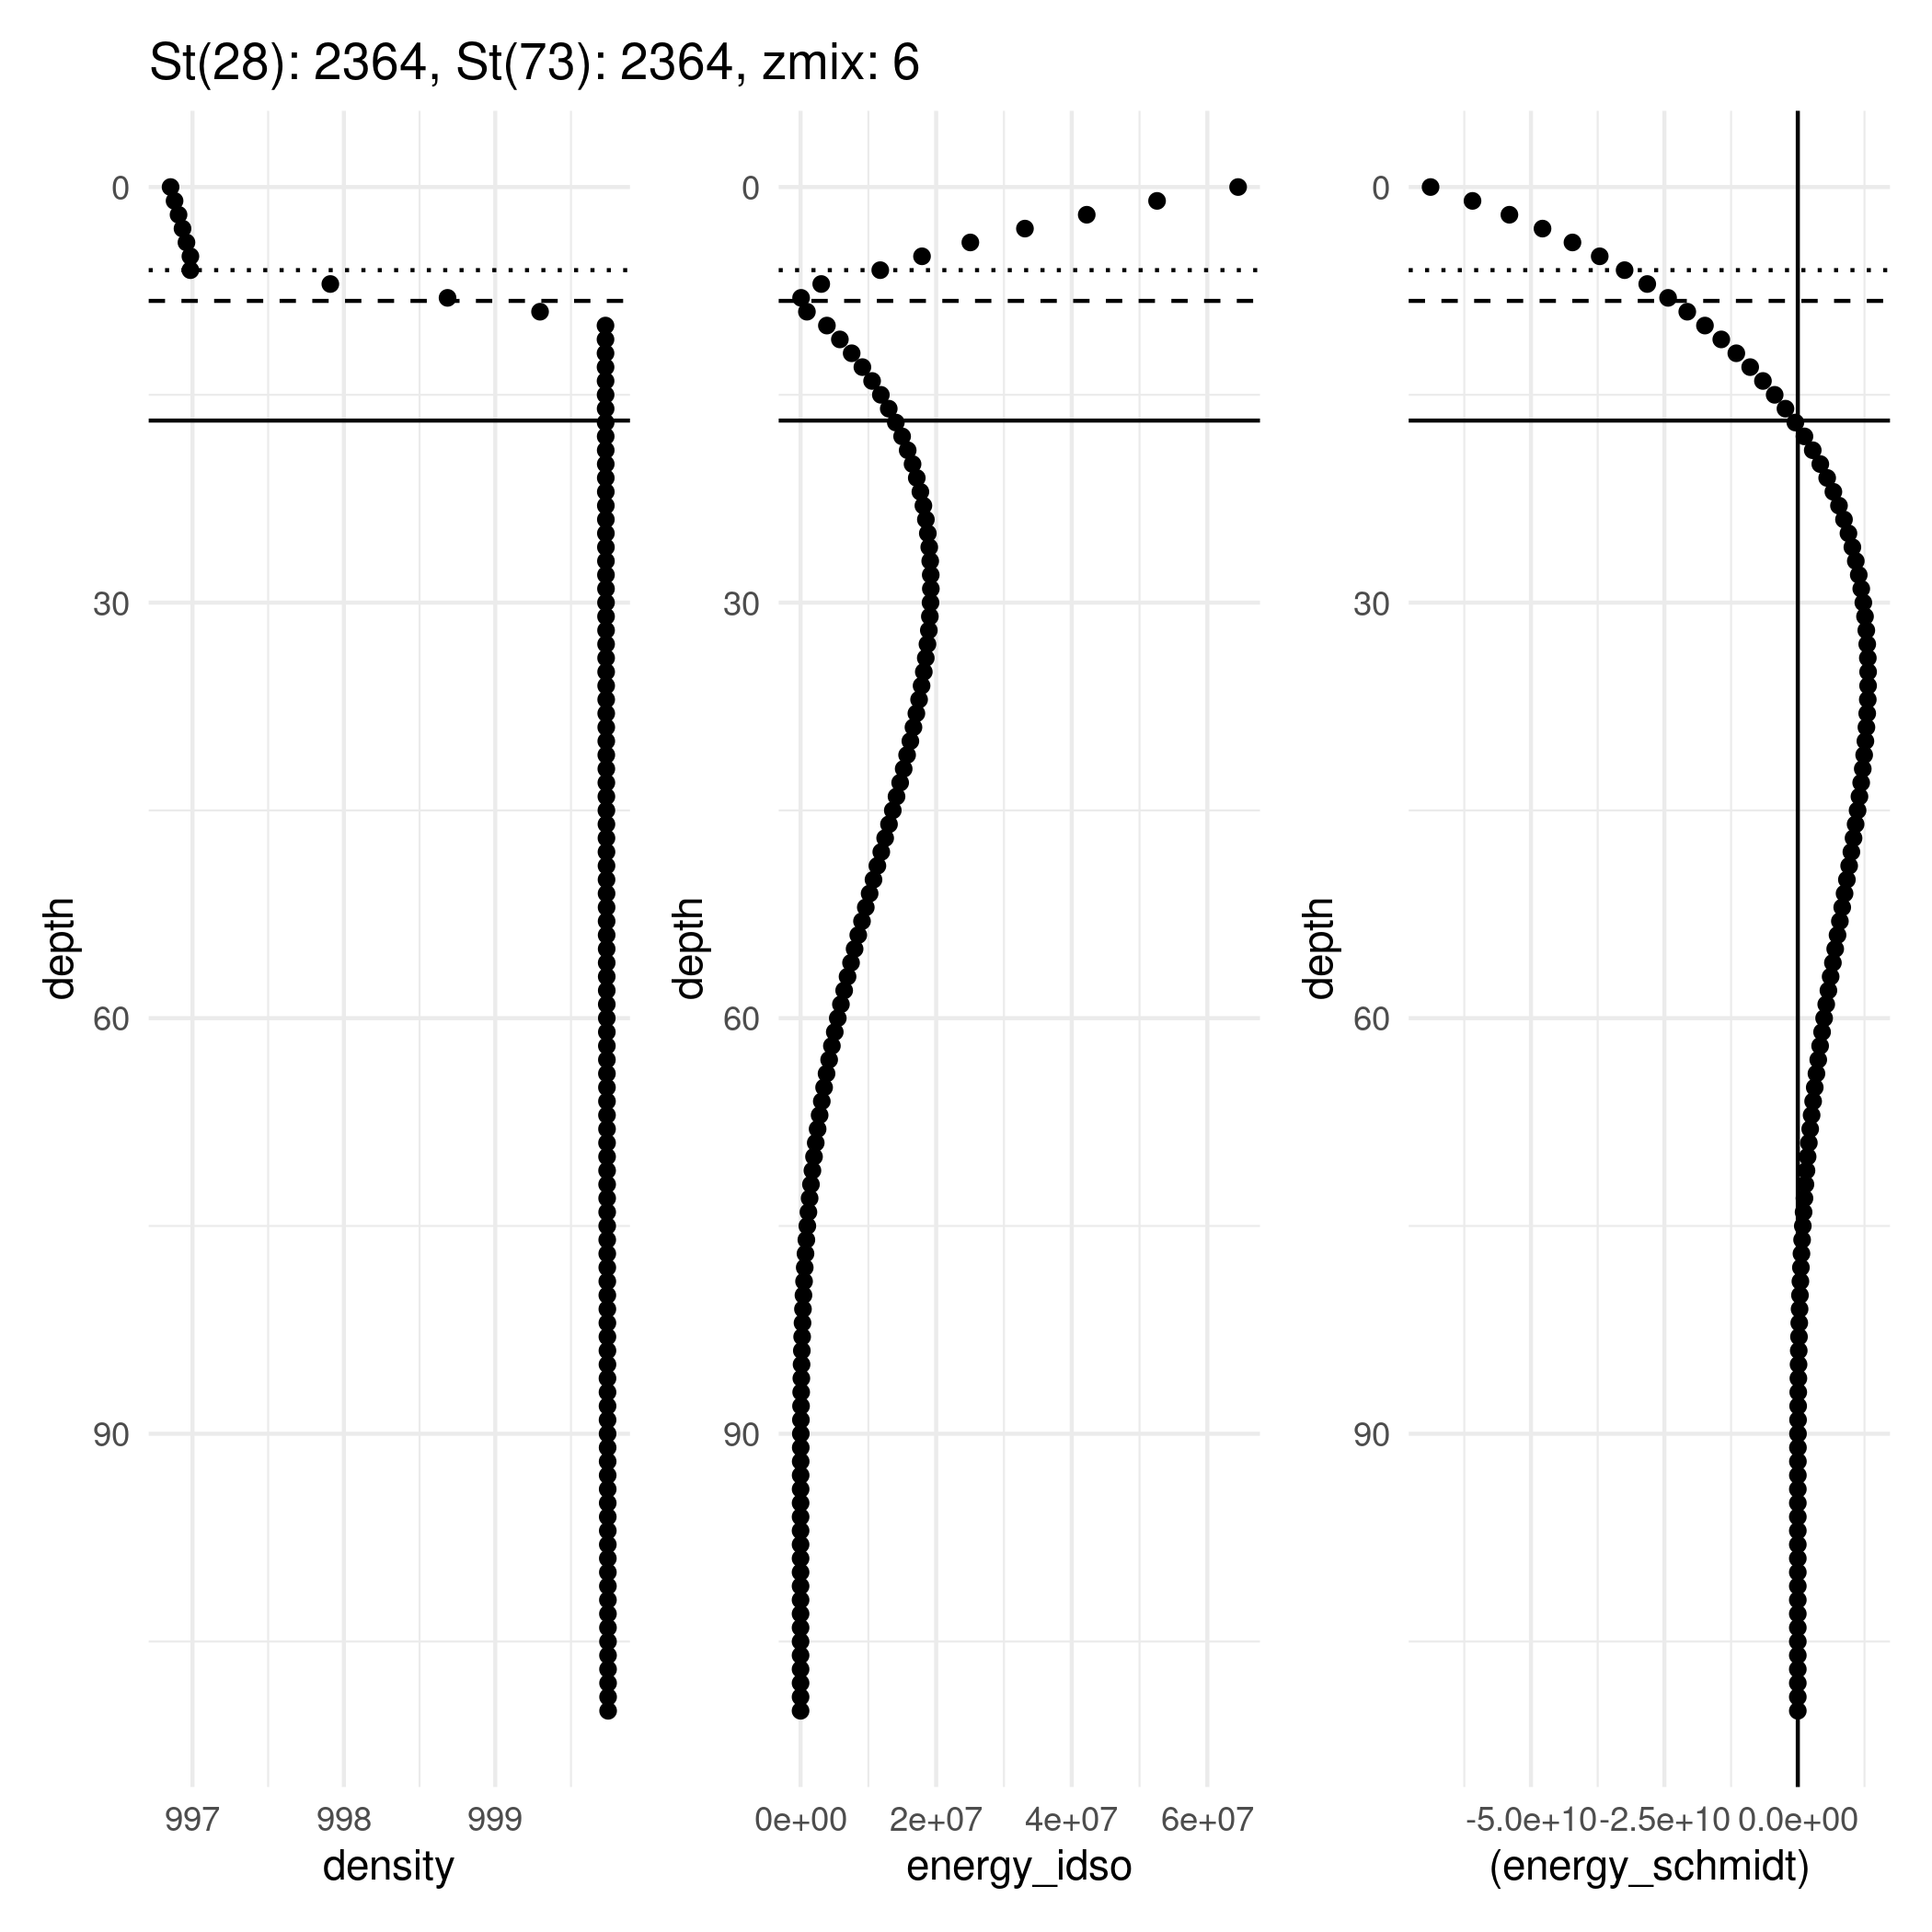 St(28): 2364, St(73): 2364, zmix: 6
0
30
60
90
depth
997 998 999
density
0
30
60
90
depth
0e+00 2e+07 4e+07 6e+07
energy_idso
0
30
60
90
depth
-5.0e+10 -2.5e+10 0.0e+00
(energy_schmidt)